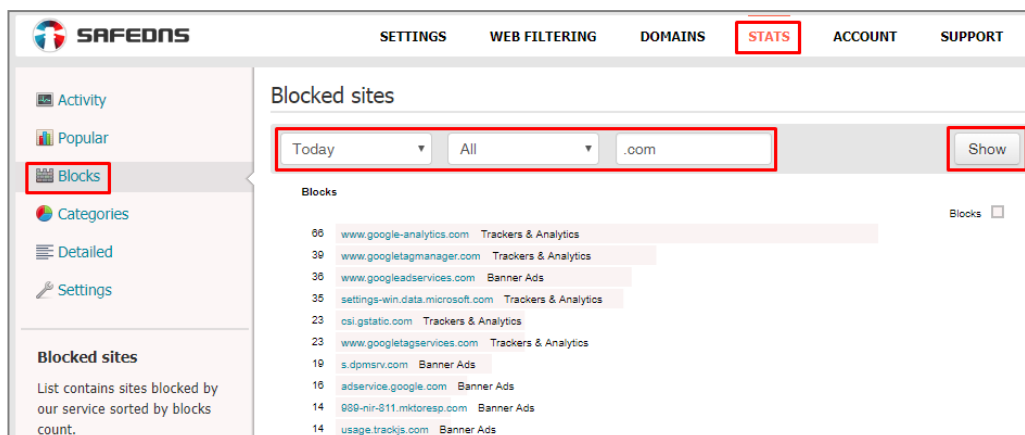 SAFEDNS SETTINGS WEB FILTERING DOMAINS STATS ACCOUNT SUPPORT
Activity
Popular
Blocks
Categories
Detailed
Settings
Blocked sites
List contains sites blocked by
our service sorted by blocks
count.
Blocked sites
Today All .com Show
Blocks
Blocks
66 www.google-analytics.com Trackers & Analytics
39 www.googletagmanager.com Trackers & Analytics
36 www.googleadservices.com Banner Ads
35 settings-win.data.microsoft.com Trackers & Analytics
23 csi.gstatic.com Trackers & Analytics
23 www.googletagservices.com Trackers & Analytics
19 s.dpmsrv.com Banner Ads
16 adservice.google.com Banner Ads
14 989-nir-811.mktoresp.com Banner Ads
14 usage.trackjs.com Banner Ads